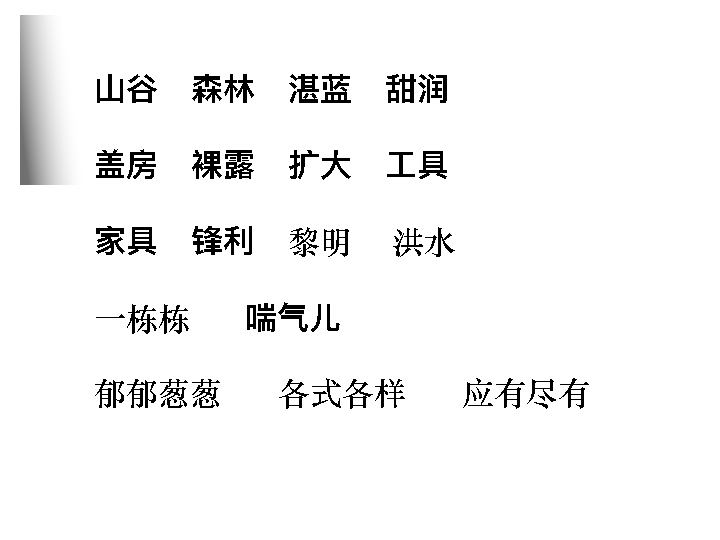 山谷 森林 湛蓝 甜润
盖房 裸露 扩大 工具
家具 锋利 黎明 洪水
一栋栋 喘气儿
郁郁葱葱 各式各样 应有尽有